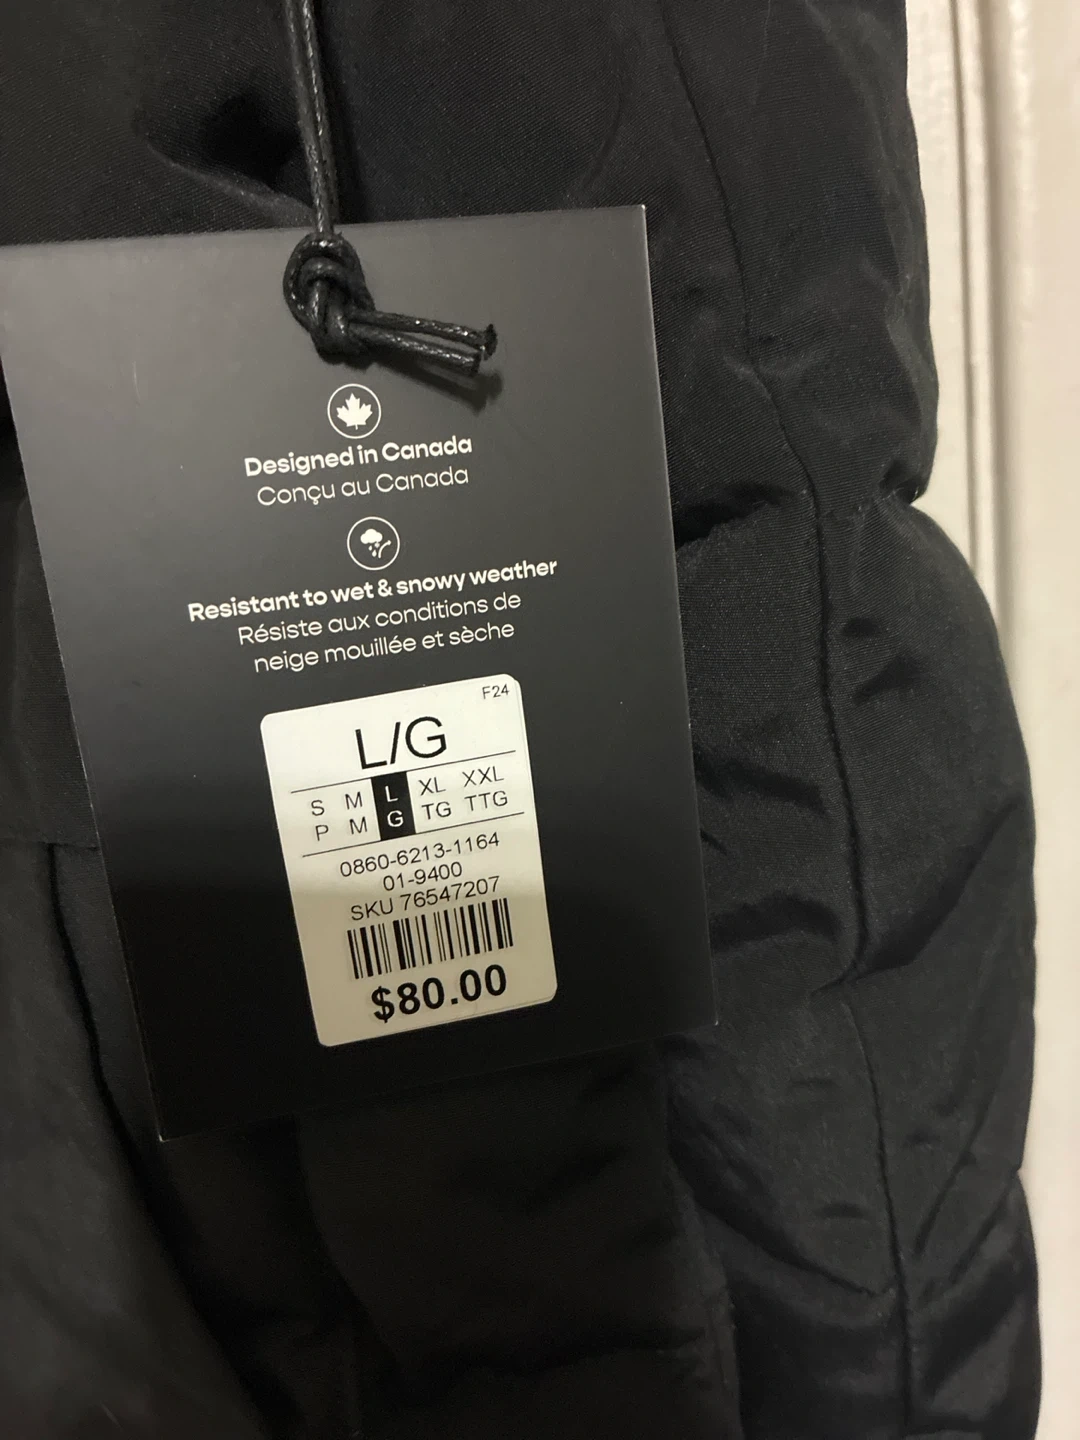 Designed in Canada
Conçu au Canada
Resistant to wet & snowy weather
Résiste aux conditions de
neige mouillée et sèche
F24
L/G
S M L XL XXL
P M G TG TTG
0860-6213-1164
01-9400
SKU 76547207
$80.00